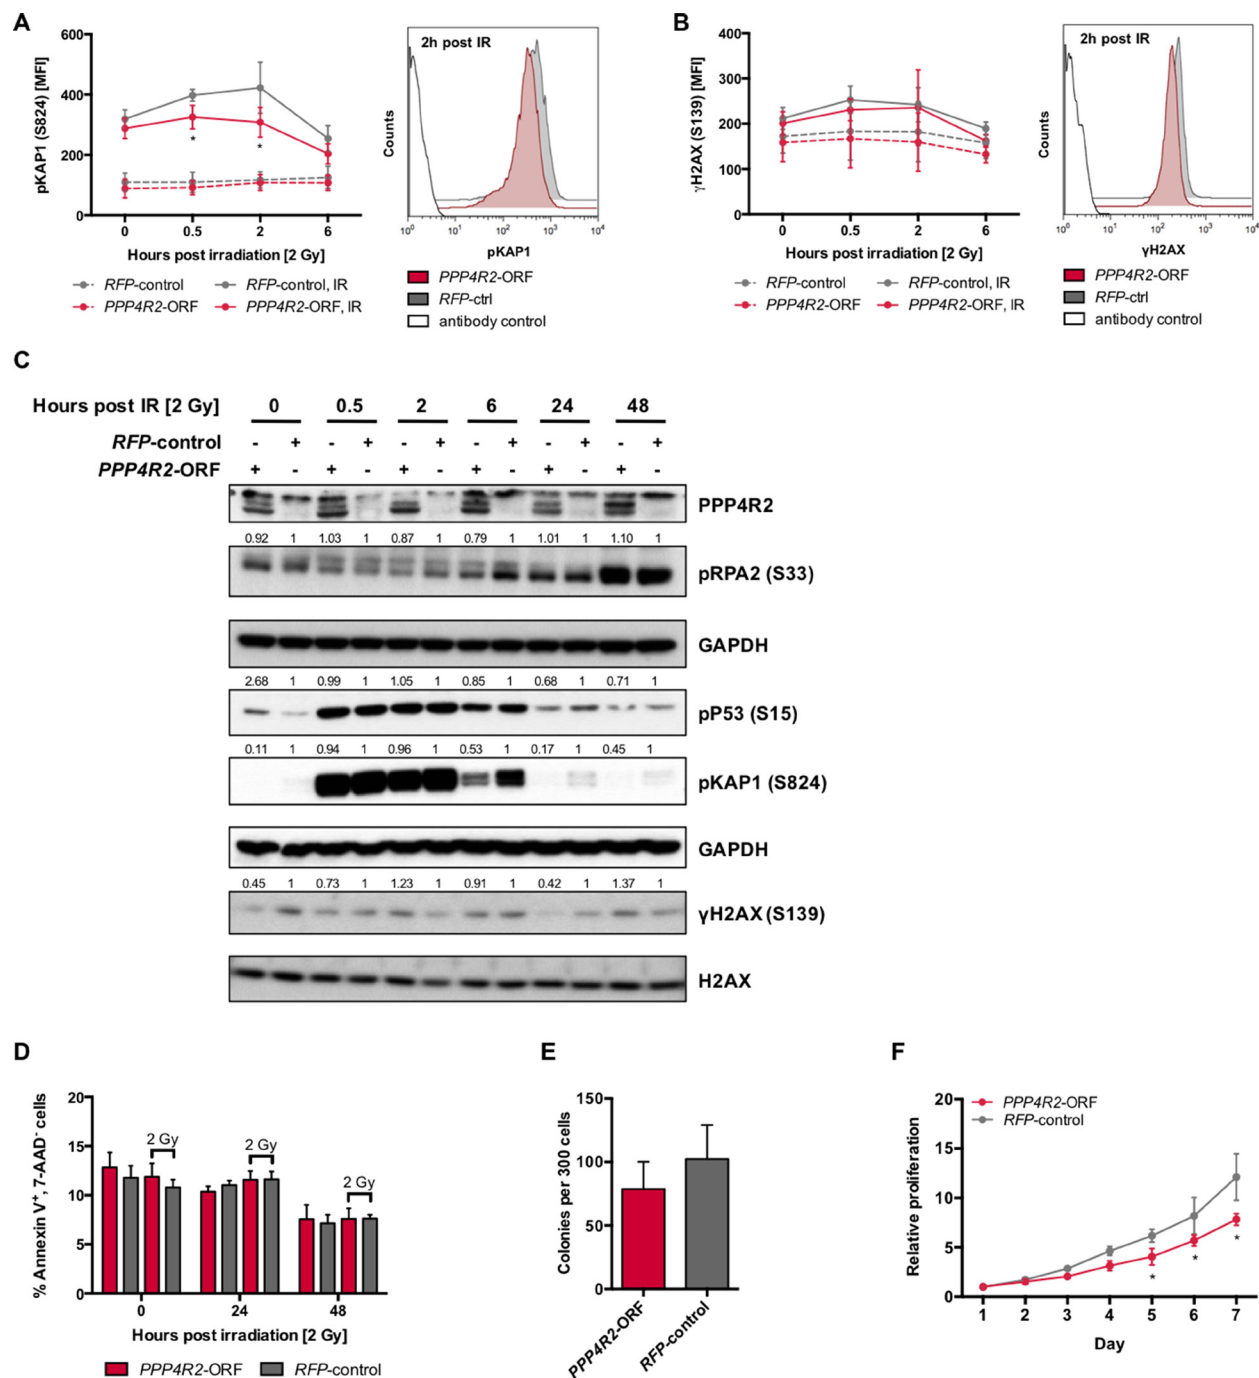 A
pKAP1 (S824) [MFI]
600
400
200
0
0 0.5 2 6
Hours post irradiation [2 Gy]
RFP-control RFP-control, IR
PPP4R2-ORF PPP4R2-ORF, IR
2h post IR
Counts
10⁰ 10¹ 10² 10³ 10⁴
pKAP1
PPP4R2-ORF
RFP-ctrl
antibody control
B
γH2AX (S139) [MFI]
400
300
200
100
0
0 0.5 2 6
Hours post irradiation [2 Gy]
RFP-control RFP-control, IR
PPP4R2-ORF PPP4R2-ORF, IR
2h post IR
Counts
10⁰ 10¹ 10² 10³ 10⁴
γH2AX
PPP4R2-ORF
RFP-ctrl
antibody control
C
Hours post IR [2 Gy] 0 0.5 2 6 24 48
RFP-control - + - + - + - + - + - +
PPP4R2-ORF + - + - + - + - + - + -
PPP4R2
0.92 1 1.03 1 0.87 1 0.79 1 1.01 1 1.10 1
pRPA2 (S33)
GAPDH
2.68 1 0.99 1 1.05 1 0.85 1 0.68 1 0.71 1
pP53 (S15)
0.11 1 0.94 1 0.96 1 0.53 1 0.17 1 0.45 1
pKAP1 (S824)
GAPDH
0.45 1 0.73 1 1.23 1 0.91 1 0.42 1 1.37 1
γH2AX (S139)
H2AX
D
% Annexin V⁺, 7-AAD⁻ cells
20
15
10
5
0
2 Gy 2 Gy 2 Gy
0 24 48
Hours post irradiation [2 Gy]
PPP4R2-ORF RFP-control
E
Colonies per 300 cells
150
100
50
0
PPP4R2-ORF RFP-control
F
Relative proliferation
20
15
10
5
0
PPP4R2-ORF
RFP-control
* * *
1 2 3 4 5 6 7
Day